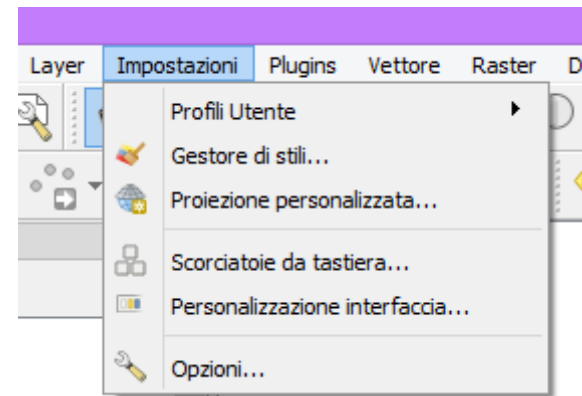 Layer Impostazioni Plugins Vettore Raster D
Profili Utente
Gestore di stili...
Proiezione personalizzata...
Scorciatoie da tastiera...
Personalizzazione interfaccia...
Opzioni...